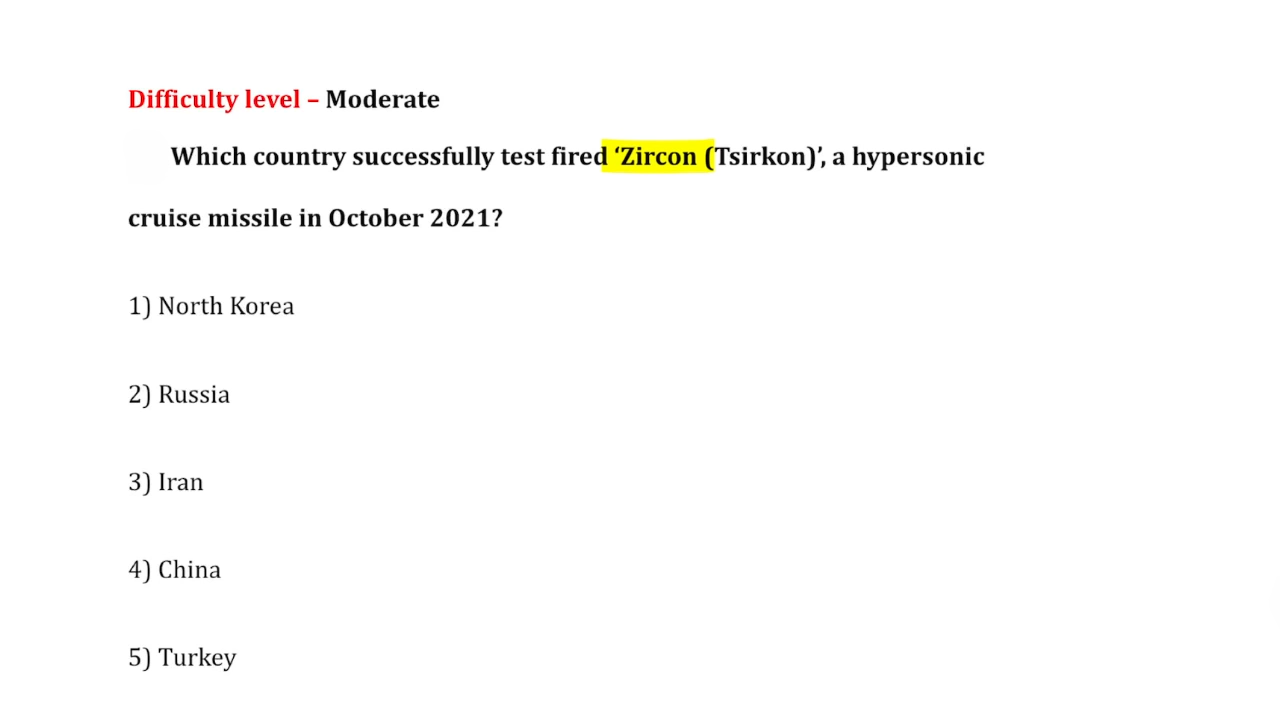 Difficulty level – Moderate
Which country successfully test fired ‘Zircon (Tsirkon)’, a hypersonic
cruise missile in October 2021?
1) North Korea
2) Russia
3) Iran
4) China
5) Turkey